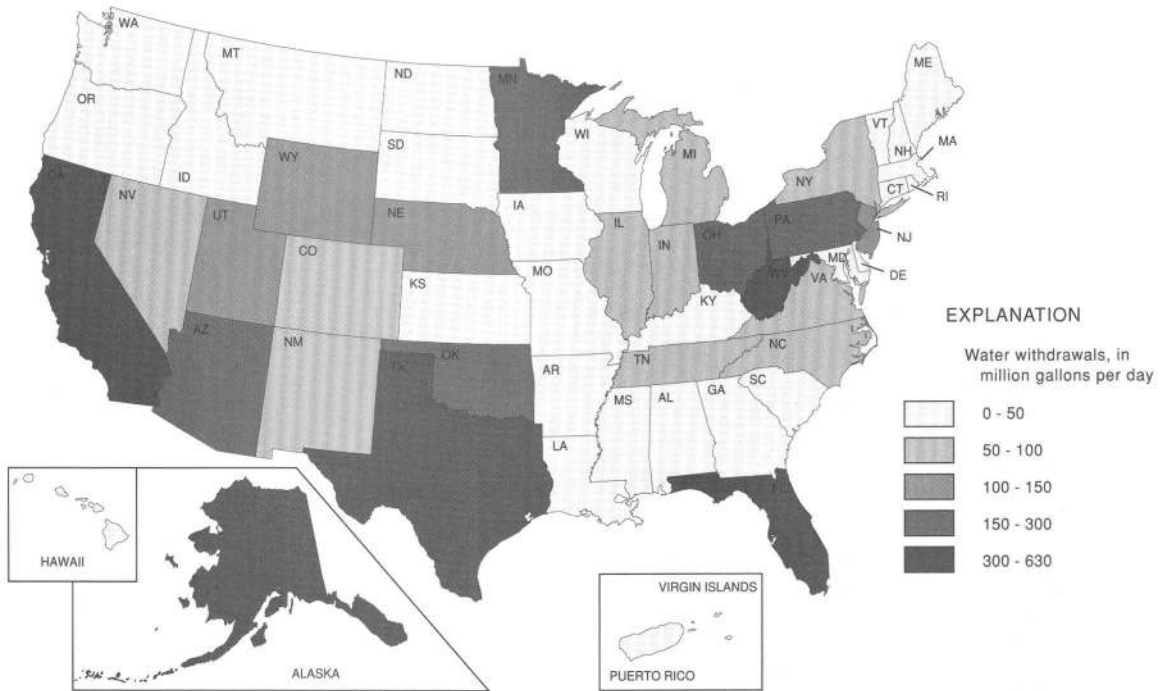 WA
MT
ND
MN
ME
OR
VT
WI
MA
SD
NH
ID
WY
MI
NY
CT
RI
NV
IA
PA
UT
NE
NJ
CA
IL
IN
OH
CO
MD
MO
WV
VA
DE
KS
KY
AZ
NM
OK
TN
NC
TX
AR
SC
MS
AL
GA
LA
FL
HAWAII
ALASKA
VIRGIN ISLANDS
PUERTO RICO
EXPLANATION
Water withdrawals, in
million gallons per day
0 - 50
50 - 100
100 - 150
150 - 300
300 - 630